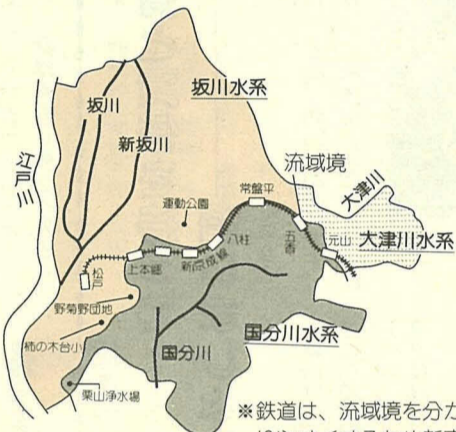 坂川
坂川水系
新坂川
江戸川
流域境
大津川
運動公園
常盤平
八柱
五香
元山
大津川水系
上本郷
新京成線
松戸
野菊野団地
柿の木台小
国分川
国分川水系
栗山浄水場
※鉄道は、流域境を分か